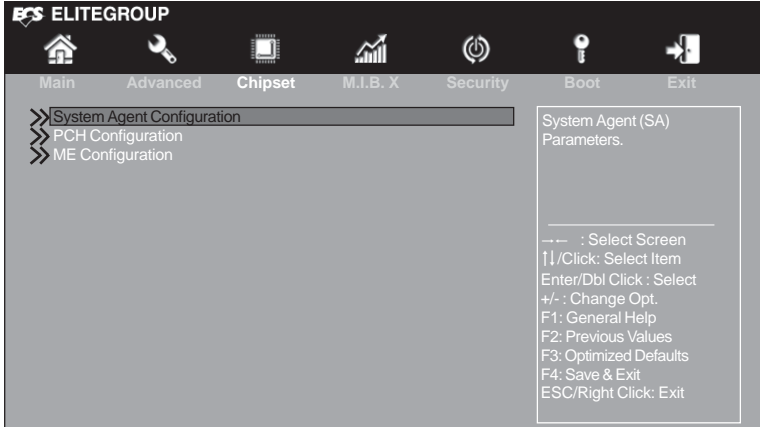 ECS ELITEGROUP
Main Advanced Chipset M.I.B. X Security Boot Exit
System Agent Configuration
PCH Configuration
ME Configuration
System Agent (SA)
Parameters.
→← : Select Screen
↑↓/Click: Select Item
Enter/Dbl Click : Select
+/- : Change Opt.
F1: General Help
F2: Previous Values
F3: Optimized Defaults
F4: Save & Exit
ESC/Right Click: Exit